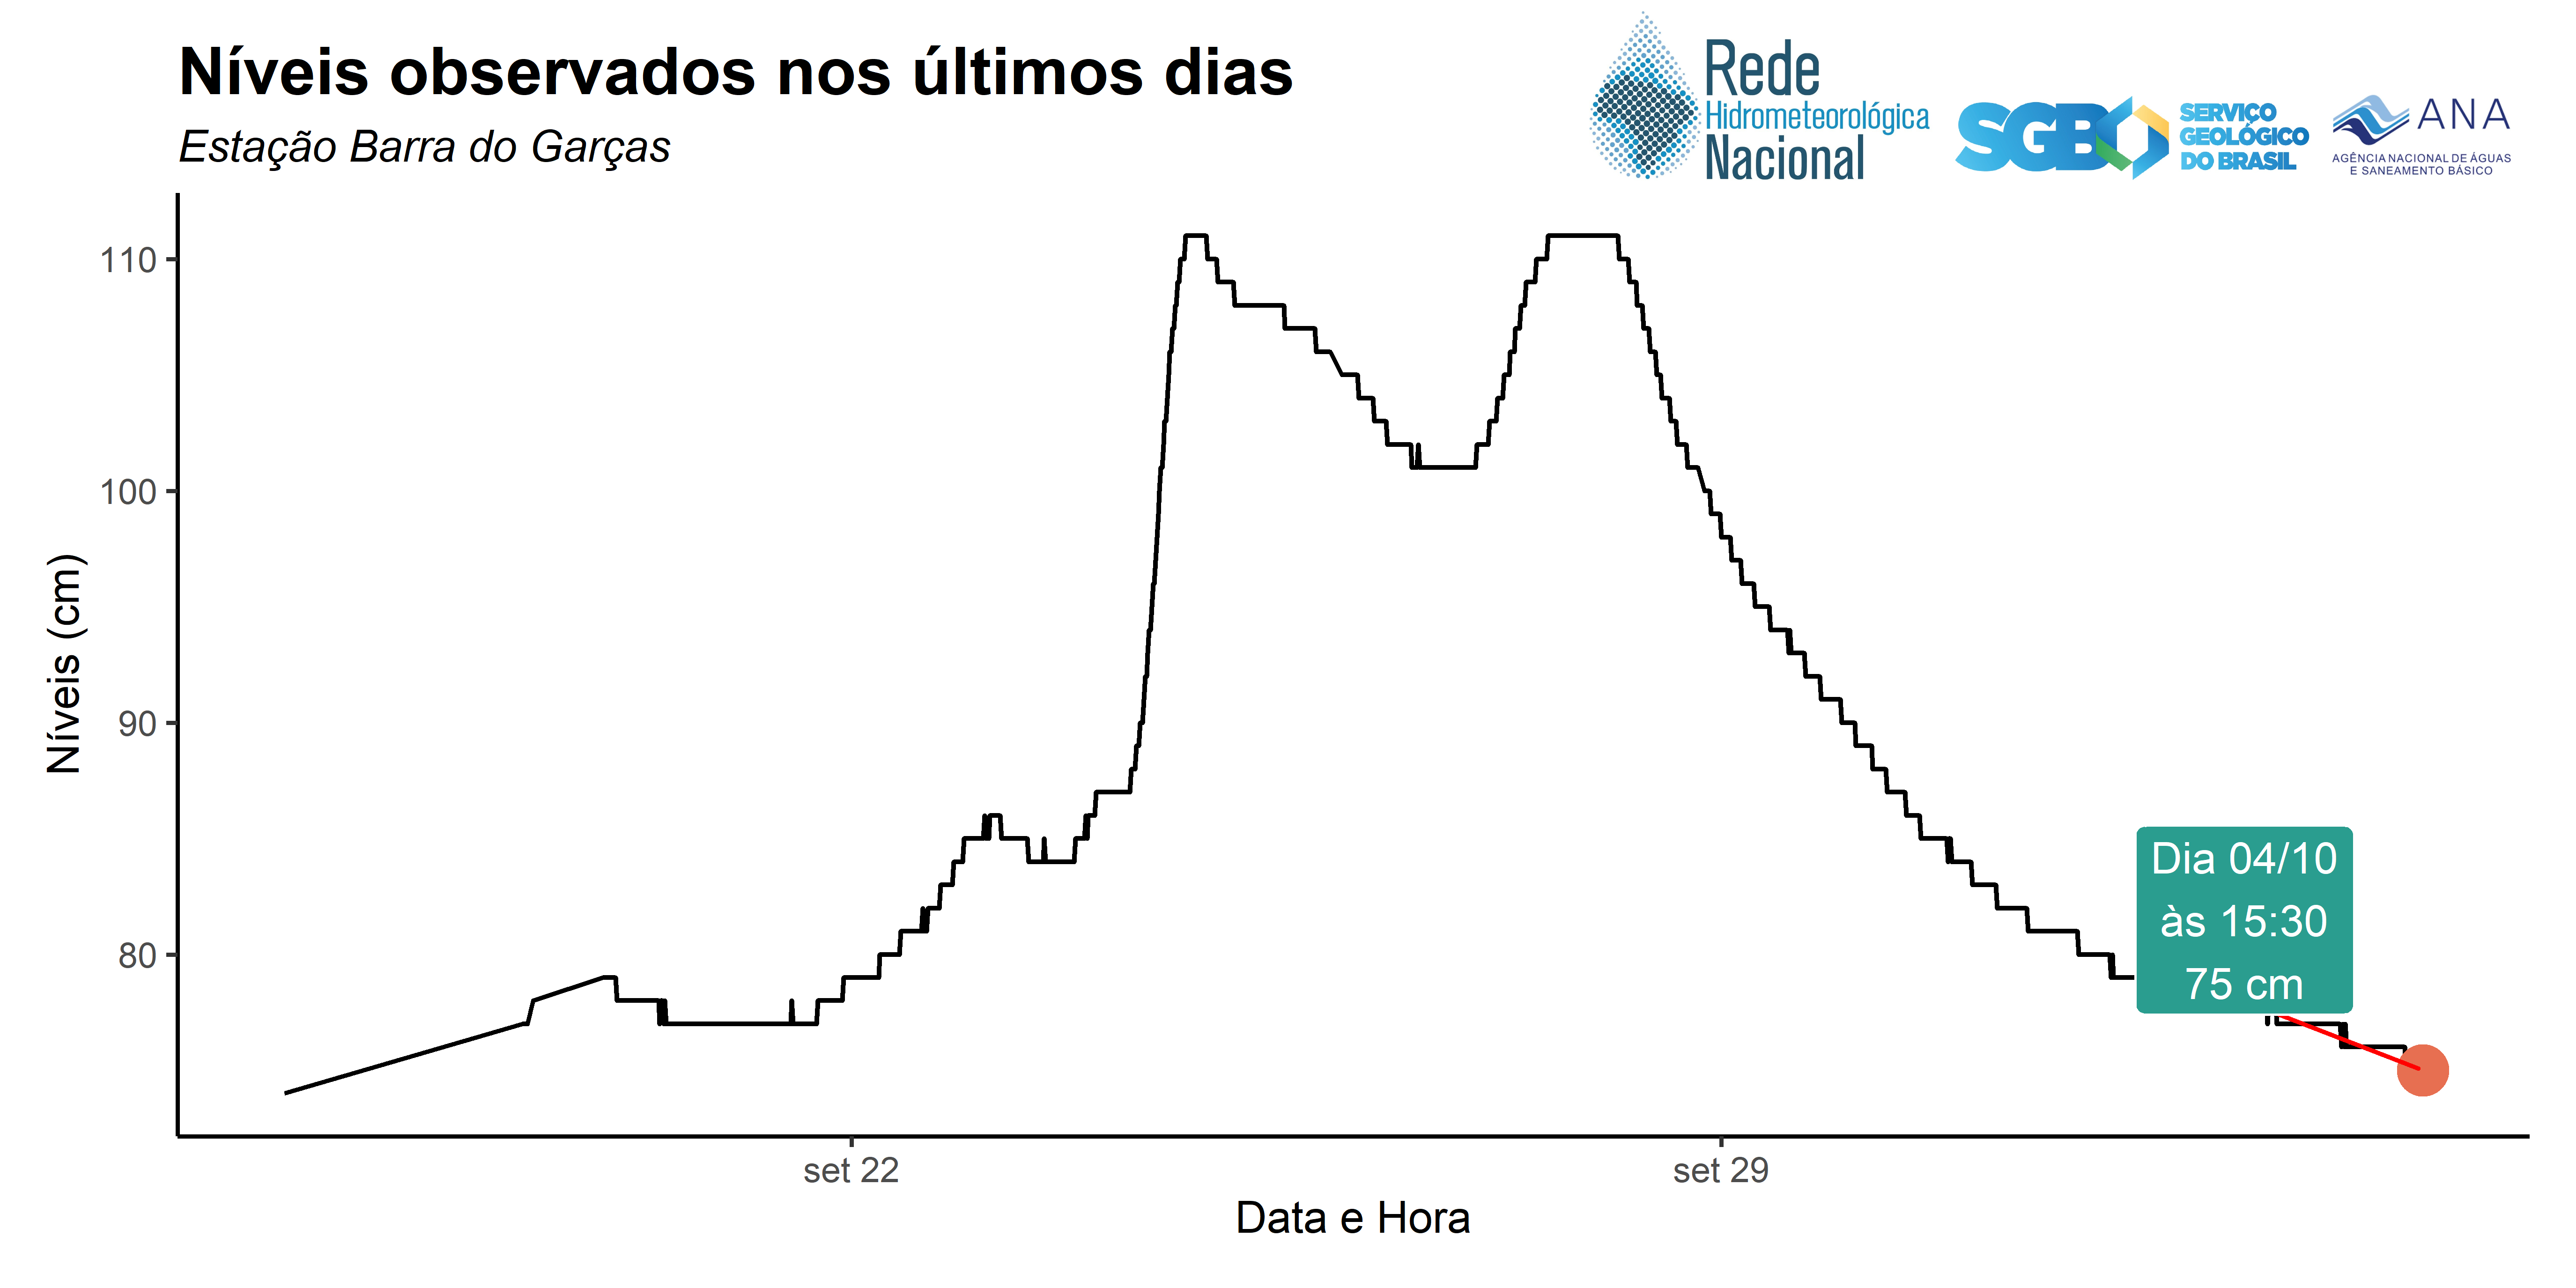 Níveis observados nos últimos dias
Estação Barra do Garças
Rede
Hidrometeorológica
Nacional
SGB
SERVIÇO
GEOLÓGICO
DO BRASIL
ANA
AGÊNCIA NACIONAL DE ÁGUAS
E SANEAMENTO BÁSICO
110
100
90
80
Níveis (cm)
Dia 04/10
às 15:30
75 cm
set 22
set 29
Data e Hora